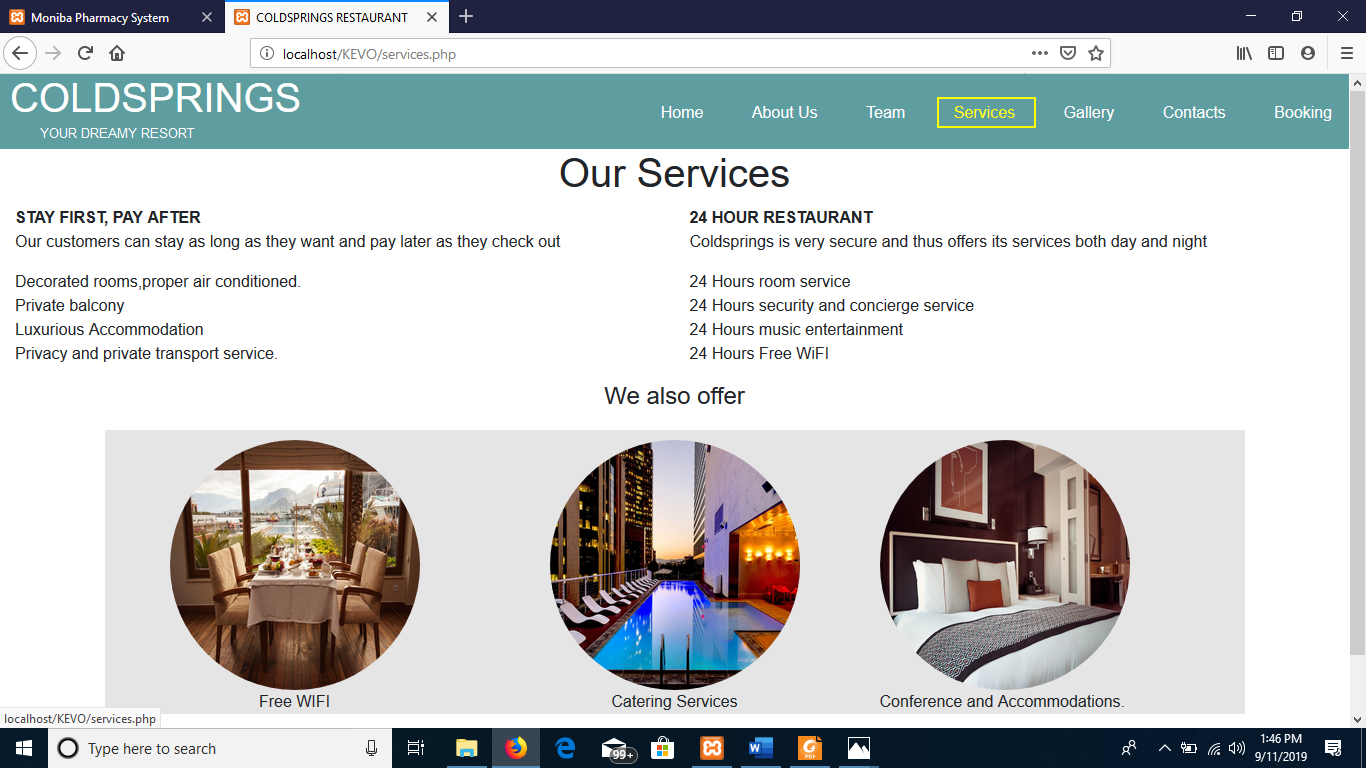 Moniba Pharmacy System
COLDSPRINGS RESTAURANT
localhost/KEVO/services.php
COLDSPRINGS
YOUR DREAMY RESORT
Home
About Us
Team
Services
Gallery
Contacts
Booking
Our Services
STAY FIRST, PAY AFTER
Our customers can stay as long as they want and pay later as they check out
Decorated rooms,proper air conditioned.
Private balcony
Luxurious Accommodation
Privacy and private transport service.
24 HOUR RESTAURANT
Coldsprings is very secure and thus offers its services both day and night
24 Hours room service
24 Hours security and concierge service
24 Hours music entertainment
24 Hours Free WiFI
We also offer
Free WIFI
Catering Services
Conference and Accommodations.
localhost/KEVO/services.php
Type here to search
99+
1:46 PM
9/11/2019